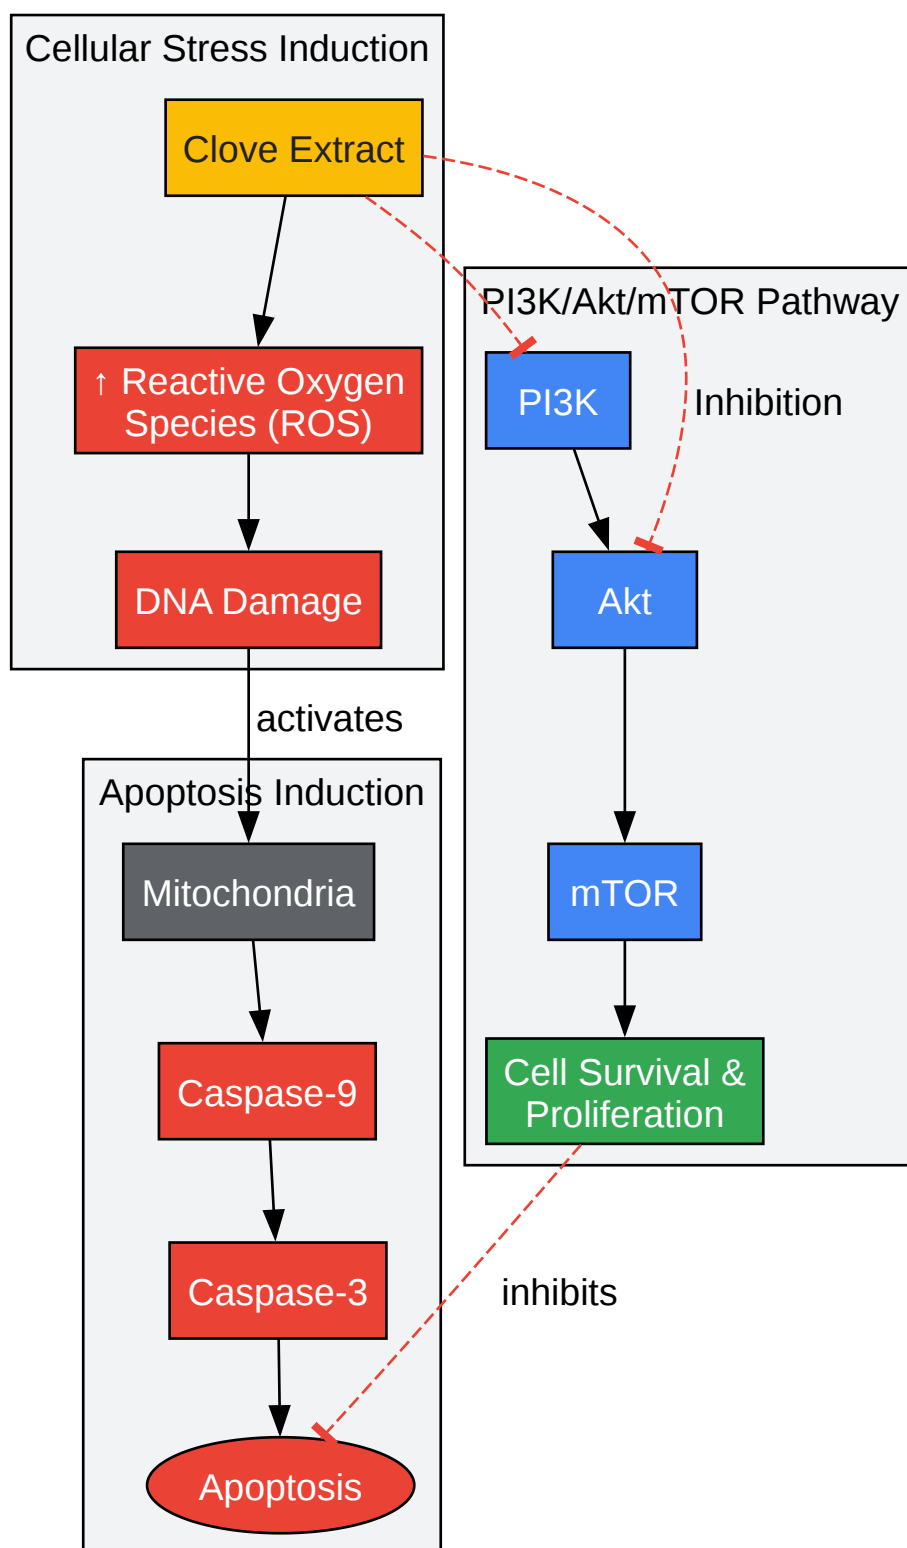 Cellular Stress Induction
Clove Extract
↑ Reactive Oxygen
Species (ROS)
DNA Damage
activates
PI3K/Akt/mTOR Pathway
PI3K
Inhibition
Akt
mTOR
Cell Survival &
Proliferation
inhibits
Apoptosis Induction
Mitochondria
Caspase-9
Caspase-3
Apoptosis